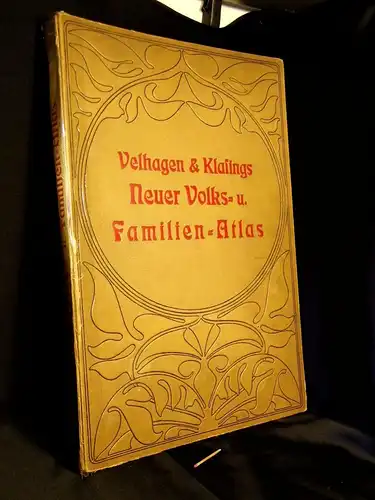 Velhagen & Klasings
Neuer Volks- u.
Familien-Atlas